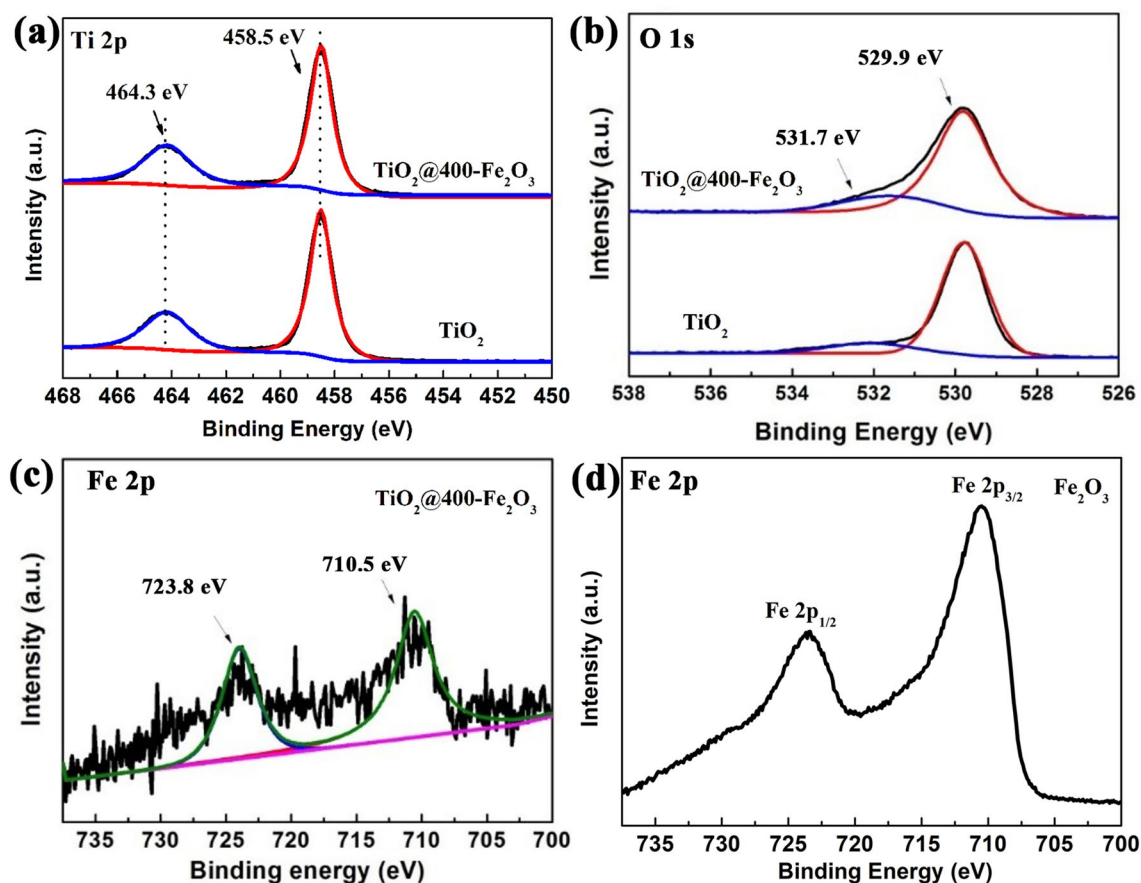 (a) Ti 2p
458.5 eV
464.3 eV
TiO₂@400-Fe₂O₃
TiO₂
Intensity (a.u.)
468 466 464 462 460 458 456 454 452 450
Binding Energy (eV)
(b) O 1s
529.9 eV
531.7 eV
TiO₂@400-Fe₂O₃
TiO₂
Intensity (a.u.)
538 536 534 532 530 528 526
Binding Energy (eV)
(c) Fe 2p
TiO₂@400-Fe₂O₃
710.5 eV
723.8 eV
Intensity (a.u.)
735 730 725 720 715 710 705 700
Binding energy (eV)
(d) Fe 2p
Fe 2p₃/₂ Fe₂O₃
Fe 2p₁/₂
Intensity (a.u.)
735 730 725 720 715 710 705 700
Binding Energy (eV)